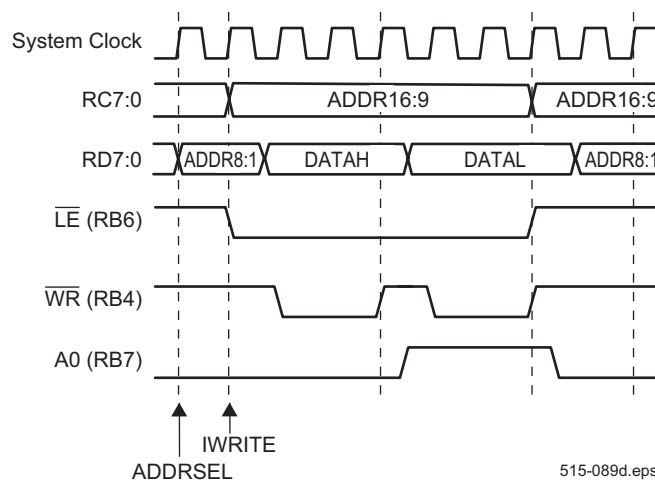 System Clock
RC7:0 ADDR16:9 ADDR16:9
RD7:0 ADDR8:1 DATAH DATAL ADDR8:1
LE (RB6)
WR (RB4)
A0 (RB7)
IWRITE
ADDRSEL
515-089d.eps